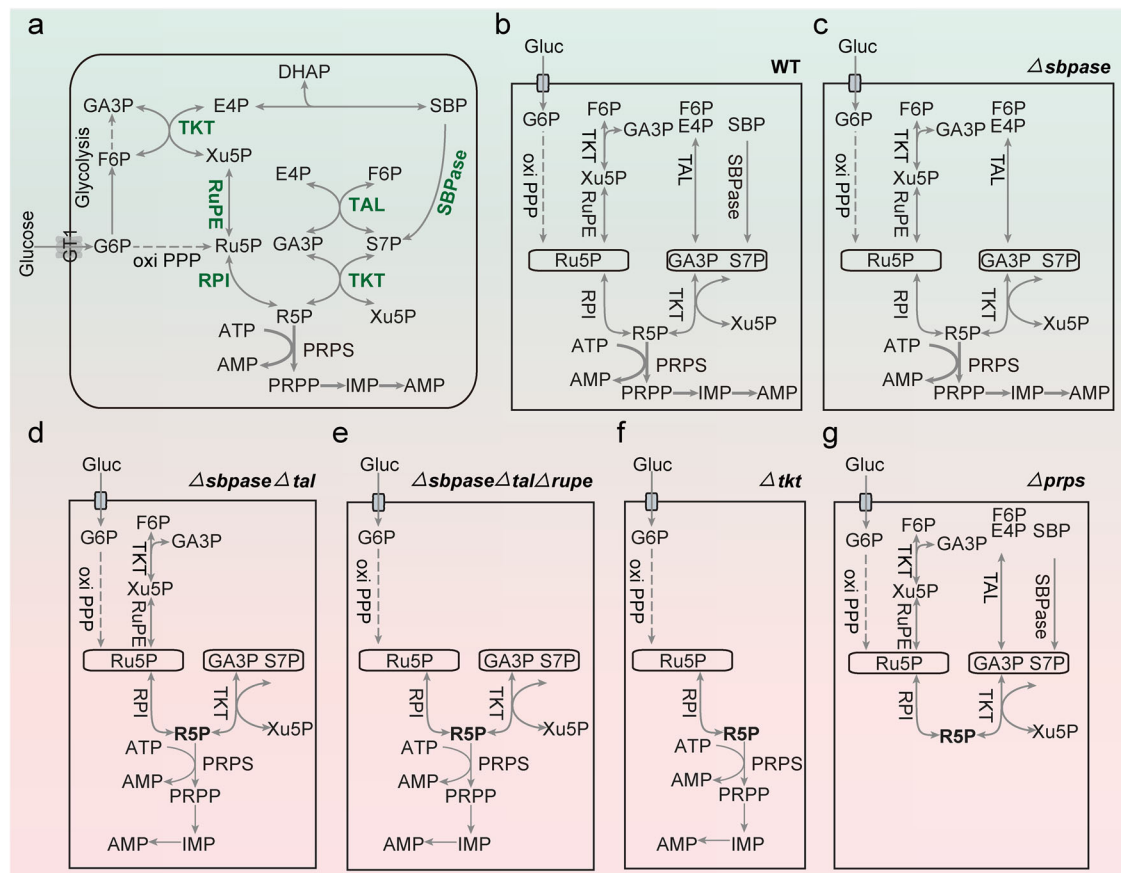 a
DHAP
GA3P E4P SBP
TKT
Glycolysis
F6P Xu5P
E4P F6P
RuPE
TAL
SBPase
Glucose
GT1
G6P oxi PPP Ru5P GA3P S7P
RPI TKT
R5P Xu5P
ATP
AMP
PRPS
PRPP IMP AMP
b
Gluc
WT
G6P
F6P
GA3P
F6P
E4P
SBP
oxi PPP
TKT
Xu5P
RuPE
TAL
SBPase
Ru5P GA3P S7P
RPI TKT
Xu5P
R5P
ATP
AMP
PRPS
PRPP IMP AMP
c
Gluc
△sbpase
G6P
F6P
GA3P
F6P
E4P
oxi PPP
TKT
Xu5P
RuPE
TAL
Ru5P GA3P S7P
RPI TKT
Xu5P
R5P
ATP
AMP
PRPS
PRPP IMP AMP
d
Gluc
△sbpase△tal
G6P
F6P
GA3P
oxi PPP
TKT
Xu5P
RuPE
Ru5P GA3P S7P
RPI TKT
R5P Xu5P
ATP
AMP
PRPS
PRPP
AMP IMP
e
Gluc
△sbpase△tal△rupe
G6P
oxi PPP
Ru5P GA3P S7P
RPI TKT
R5P Xu5P
ATP
AMP
PRPS
PRPP
AMP IMP
f
Gluc
△tkt
G6P
oxi PPP
Ru5P
RPI
R5P
ATP
AMP
PRPS
PRPP
AMP IMP
g
Gluc
△prps
G6P
F6P
GA3P
F6P
E4P SBP
oxi PPP
TKT
Xu5P
RuPE
TAL
SBPase
Ru5P GA3P S7P
RPI TKT
R5P Xu5P